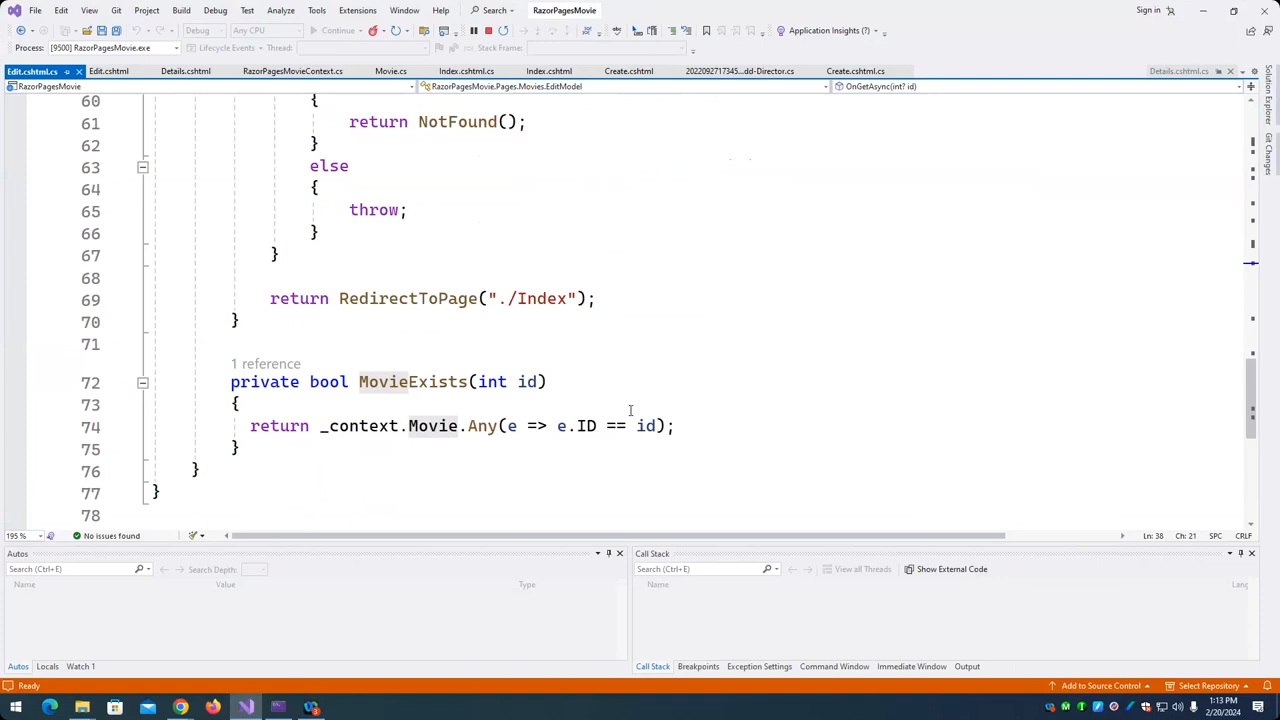 File Edit View Git Project Build Debug Test Analyze Tools Extensions Window Help Search RazorPagesMovie Sign in
Debug Any CPU Continue Application Insights (?)
Process: [9500] RazorPagesMovie.exe Lifecycle Events Thread: Stack Frame:
Edit.cshtml.cs Edit.cshtml Details.cshtml RazorPagesMovieContext.cs Movie.cs Index.cshtml.cs Index.cshtml Create.cshtml 2022092717345...dd-Director.cs Create.cshtml.cs Details.cshtml.cs
RazorPagesMovie RazorPagesMovie.Pages.Movies.EditModel OnGetAsync(int? id)
60 {
61 return NotFound();
62 }
63 else
64 {
65 throw;
66 }
67 }
68
69 return RedirectToPage("./Index");
70 }
71
1 reference
72 private bool MovieExists(int id)
73 {
74 return _context.Movie.Any(e => e.ID == id);
75 }
76 }
77 }
78
Solution Explorer
Git Changes
195 % No issues found Ln: 38 Ch: 21 SPC CRLF
Autos
Search (Ctrl+E) Search Depth:
Name Value Type
Call Stack
Search (Ctrl+E) View all Threads Show External Code
Name Lang
Autos Locals Watch 1
Call Stack Breakpoints Exception Settings Command Window Immediate Window Output
Ready Add to Source Control Select Repository
1:13 PM
2/20/2024